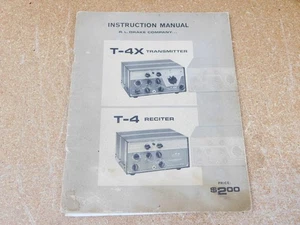 INSTRUCTION MANUAL
R. L. DRAKE COMPANY
T-4X TRANSMITTER
T-4 RECITER
PRICE
$2.00